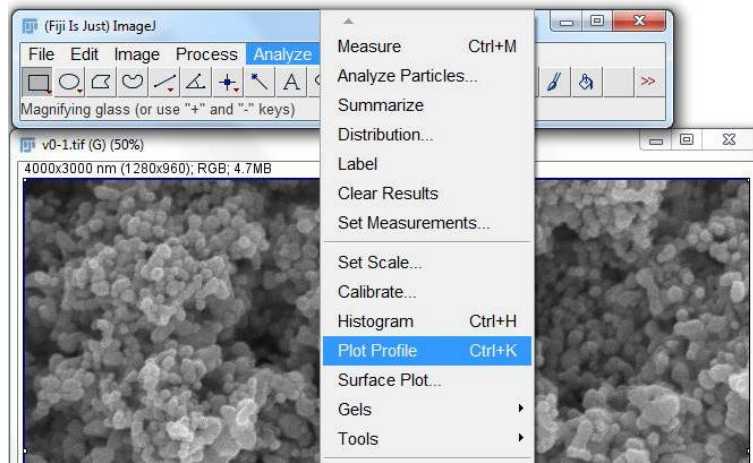 (Fiji Is Just) ImageJ
File Edit Image Process Analyze
A
>>
Magnifying glass (or use "+" and "-" keys)
v0-1.tif (G) (50%)
4000x3000 nm (1280x960); RGB; 4.7MB
Measure Ctrl+M
Analyze Particles...
Summarize
Distribution...
Label
Clear Results
Set Measurements...
Set Scale...
Calibrate...
Histogram Ctrl+H
Plot Profile Ctrl+K
Surface Plot...
Gels
Tools